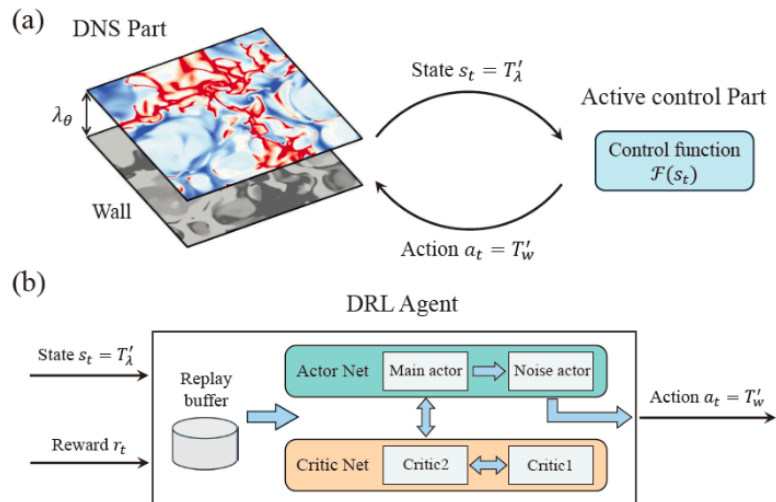 (a)
DNS Part
λ_θ
Wall
State s_t = T′_λ
Action a_t = T′_w
Active control Part
Control function
ℱ(s_t)
(b)
DRL Agent
State s_t = T′_λ
Reward r_t
Replay
buffer
Actor Net
Main actor
Noise actor
Critic Net
Critic2
Critic1
Action a_t = T′_w